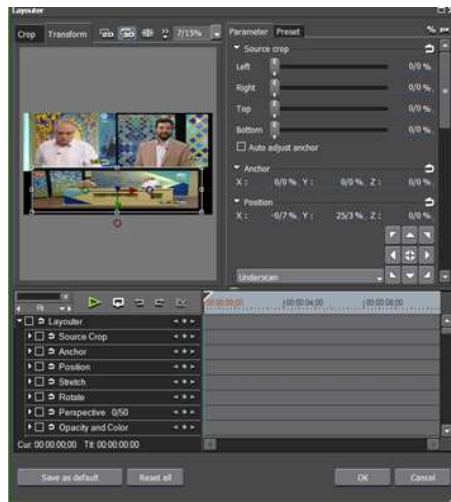 Layouter
Crop Transform 2D 3D 7/15% Parameter Preset % px
Source crop
Left 0/0 %
Right 0/0 %
Top 0/0 %
Bottom 0/0 %
Auto adjust anchor
Anchor
X : 0/0 % Y : 0/0 % Z : 0/0 %
Position
X : -0/7 % Y : 25/3 % Z : 0/0 %
Underscan
Fit 00:00:00;00 00:00:04;00 00:00:08;00
Layouter
Source Crop
Anchor
Position
Stretch
Rotate
Perspective 0/50
Opacity and Color
Cur: 00:00:00;00 Ttl: 00:00:00;00
Save as default Reset all OK Cancel